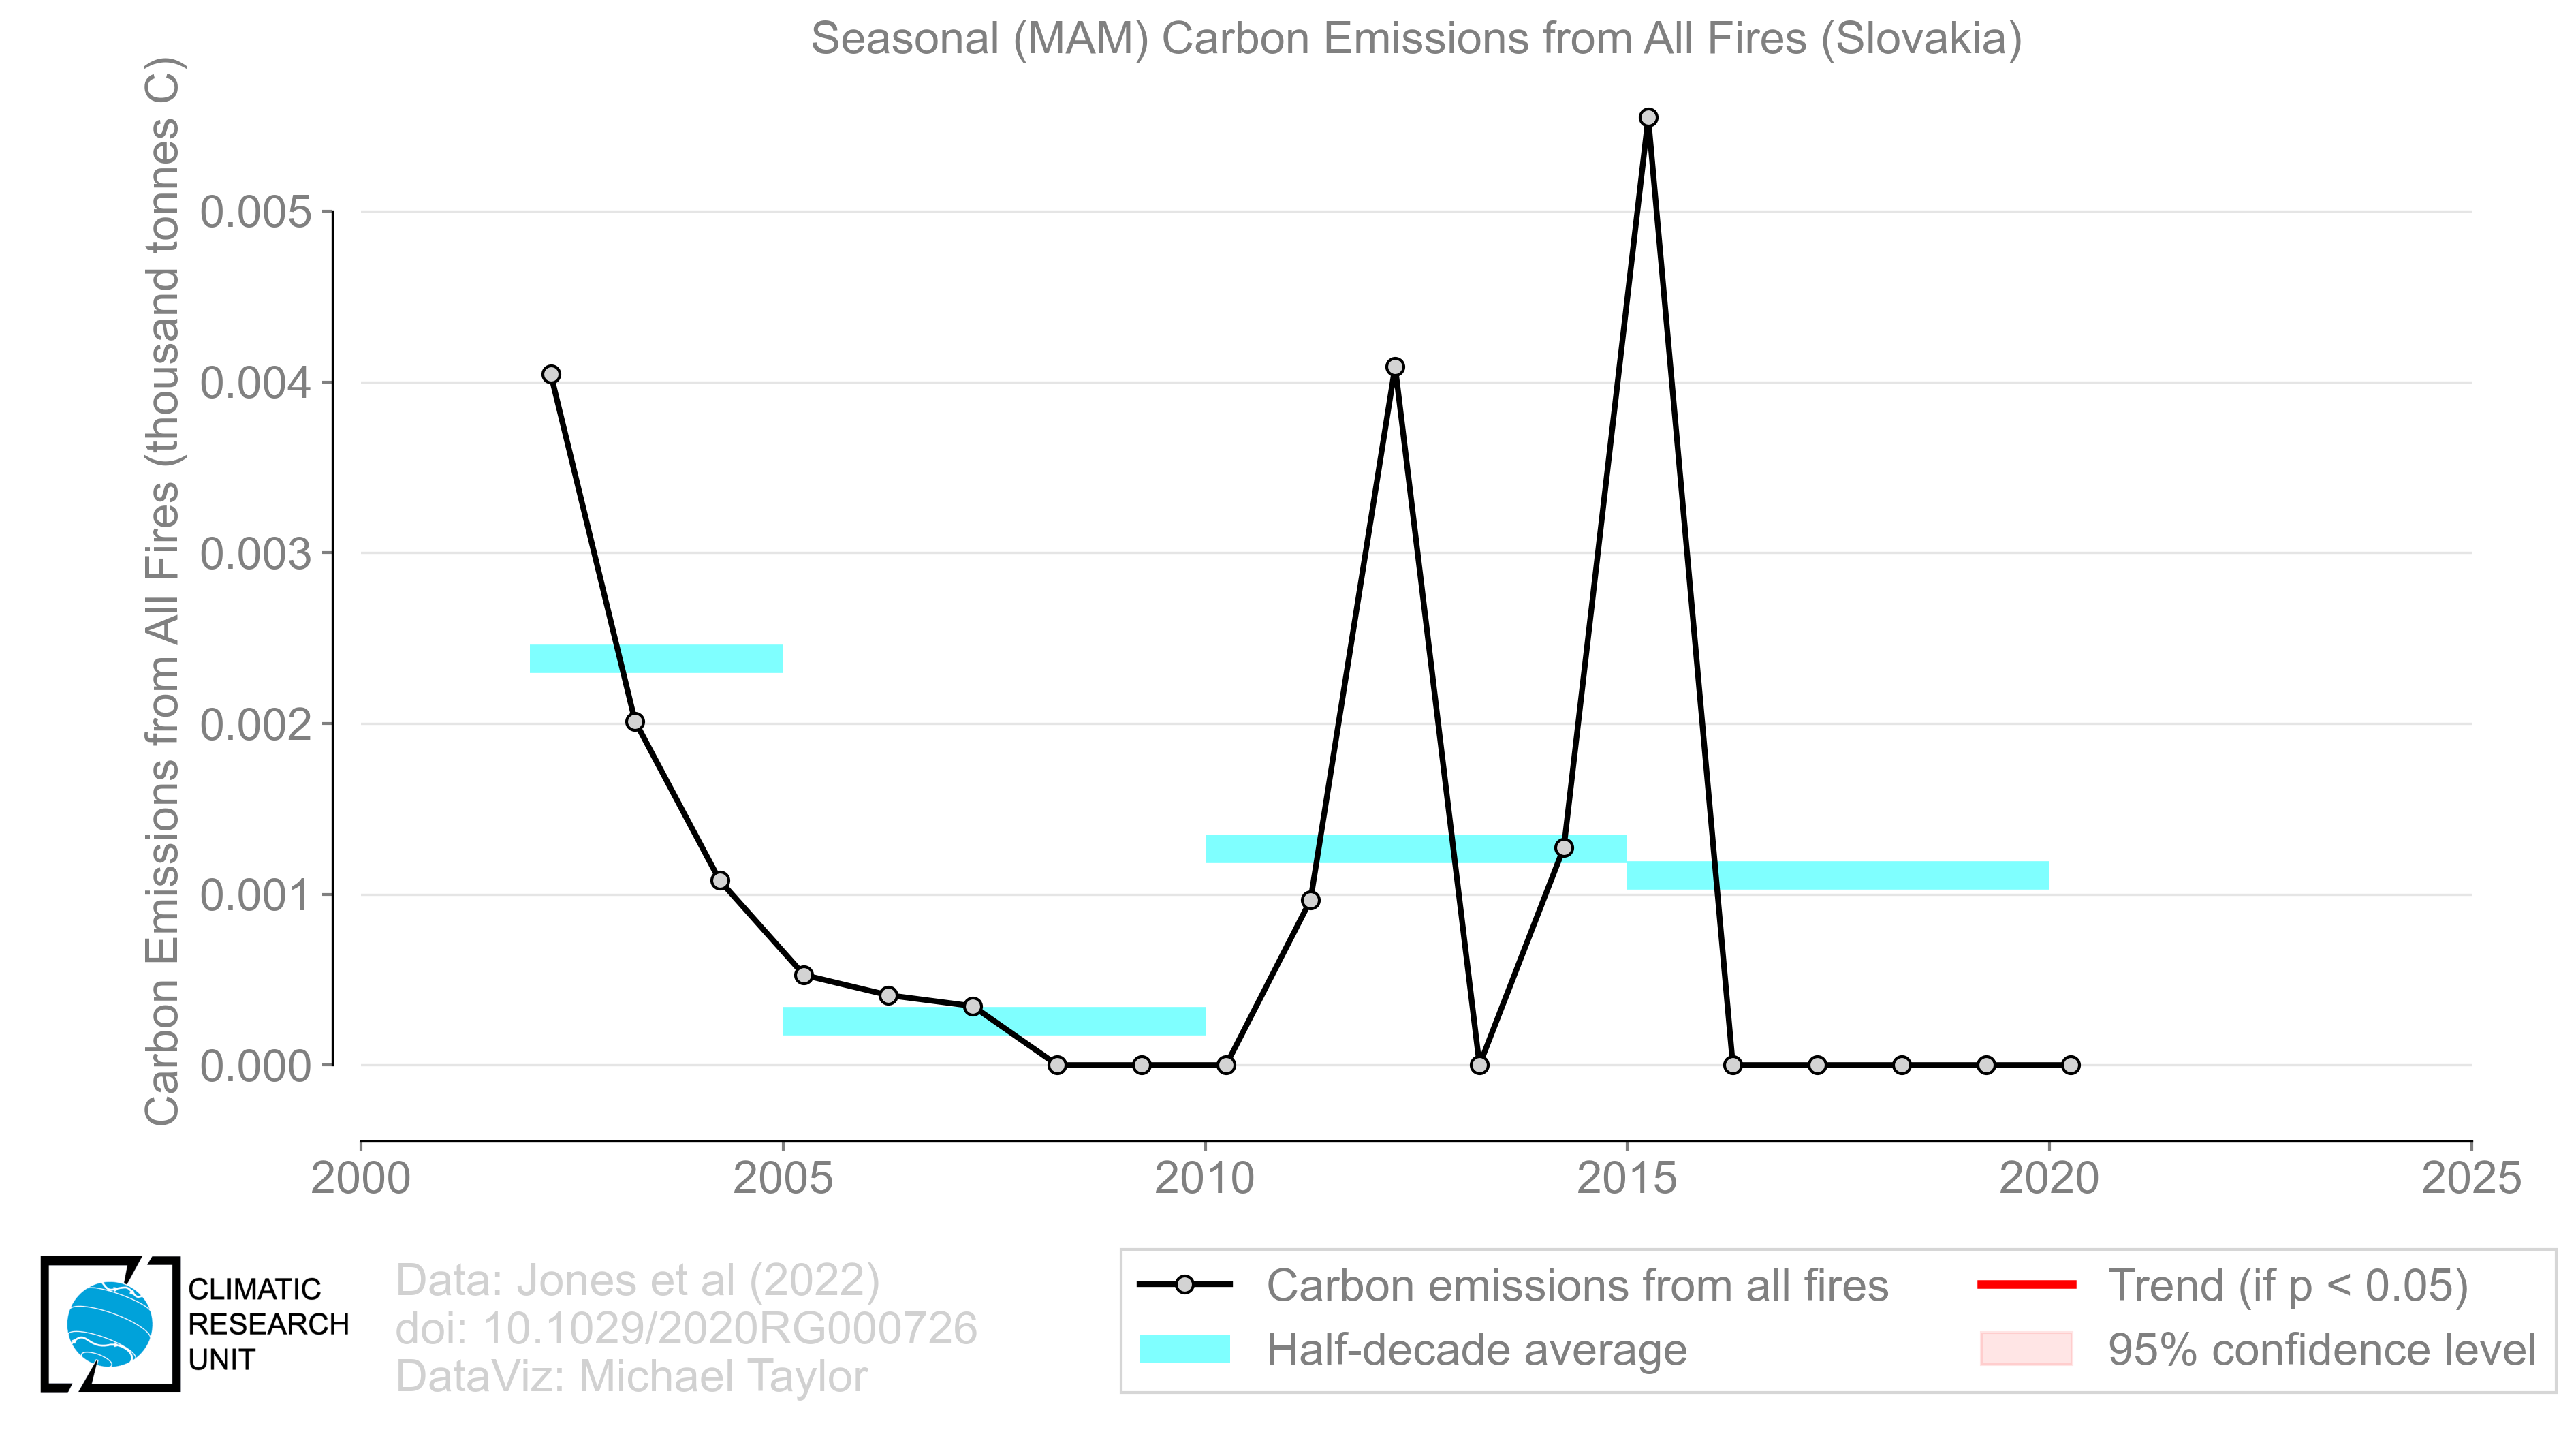 Seasonal (MAM) Carbon Emissions from All Fires (Slovakia)
Carbon Emissions from All Fires (thousand tonnes C)
0.005
0.004
0.003
0.002
0.001
0.000
2000 2005 2010 2015 2020 2025
CLIMATIC
RESEARCH
UNIT
Data: Jones et al (2022)
doi: 10.1029/2020RG000726
DataViz: Michael Taylor
Carbon emissions from all fires
Half-decade average
Trend (if p < 0.05)
95% confidence level